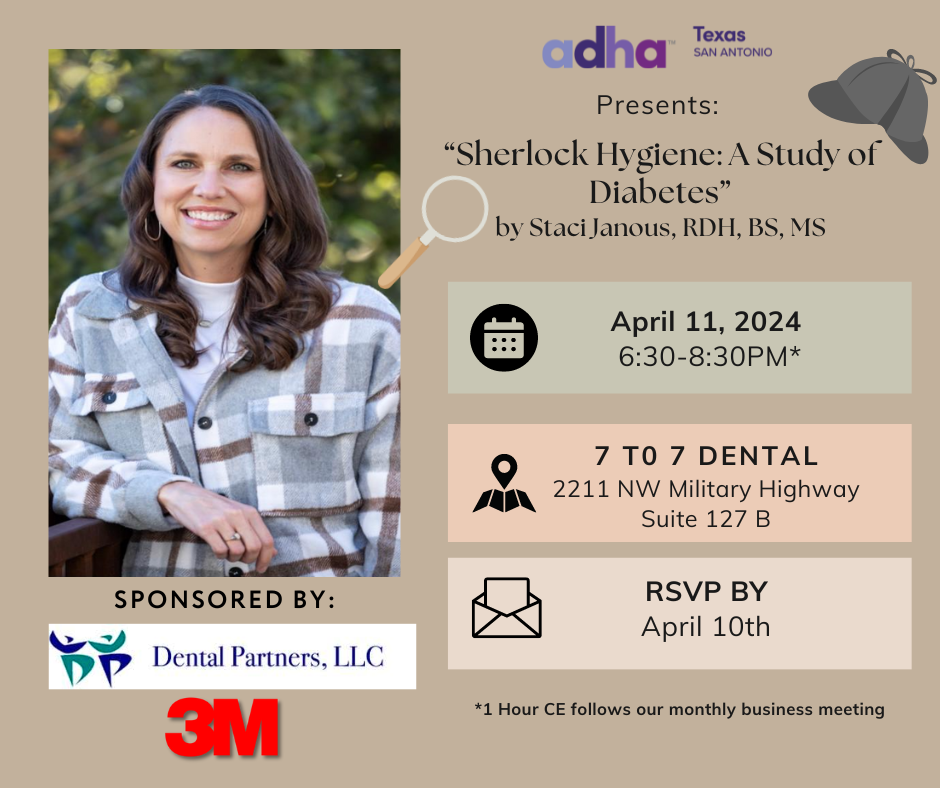 adha™ Texas
SAN ANTONIO
Presents:
“Sherlock Hygiene: A Study of
Diabetes”
by Staci Janous, RDH, BS, MS
April 11, 2024
6:30-8:30PM*
7 T0 7 DENTAL
2211 NW Military Highway
Suite 127 B
RSVP BY
April 10th
*1 Hour CE follows our monthly business meeting
SPONSORED BY:
Dental Partners, LLC
3M